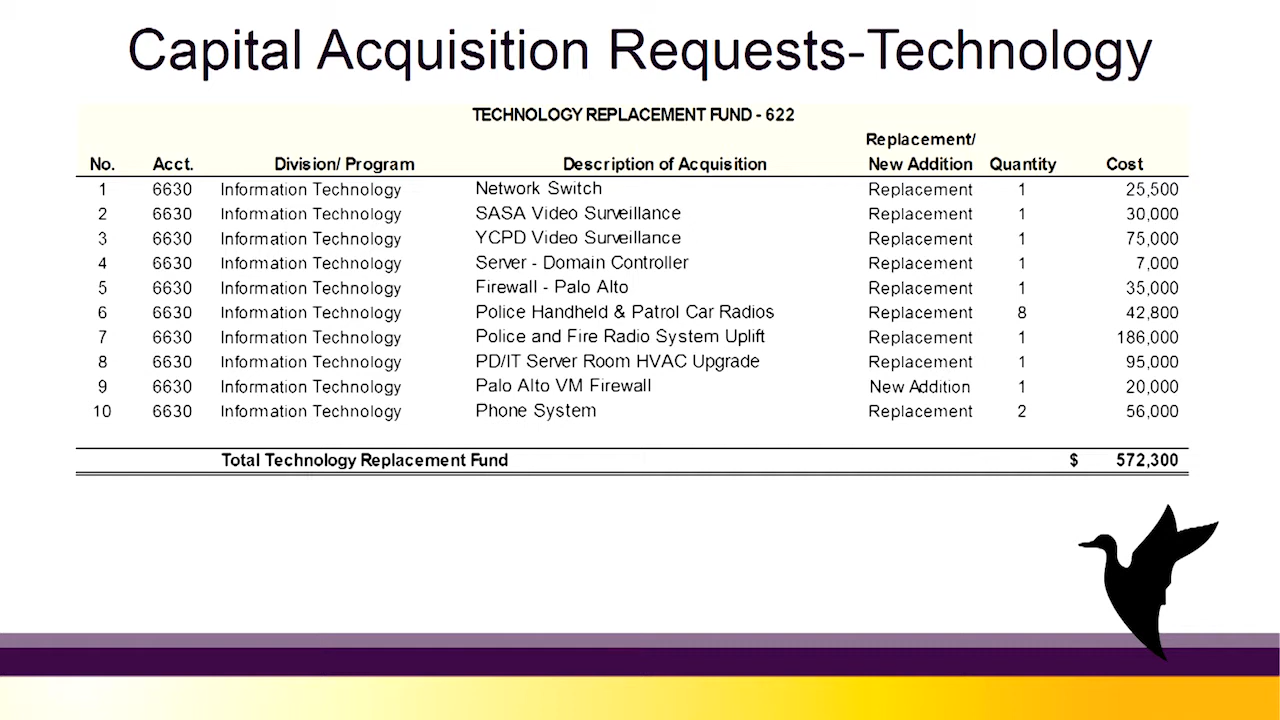 Capital Acquisition Requests-Technology
TECHNOLOGY REPLACEMENT FUND - 622
Replacement/
No. Acct. Division/ Program Description of Acquisition New Addition Quantity Cost
1 6630 Information Technology Network Switch Replacement 1 25,500
2 6630 Information Technology SASA Video Surveillance Replacement 1 30,000
3 6630 Information Technology YCPD Video Surveillance Replacement 1 75,000
4 6630 Information Technology Server - Domain Controller Replacement 1 7,000
5 6630 Information Technology Firewall - Palo Alto Replacement 1 35,000
6 6630 Information Technology Police Handheld & Patrol Car Radios Replacement 8 42,800
7 6630 Information Technology Police and Fire Radio System Uplift Replacement 1 186,000
8 6630 Information Technology PD/IT Server Room HVAC Upgrade Replacement 1 95,000
9 6630 Information Technology Palo Alto VM Firewall New Addition 1 20,000
10 6630 Information Technology Phone System Replacement 2 56,000
Total Technology Replacement Fund $ 572,300